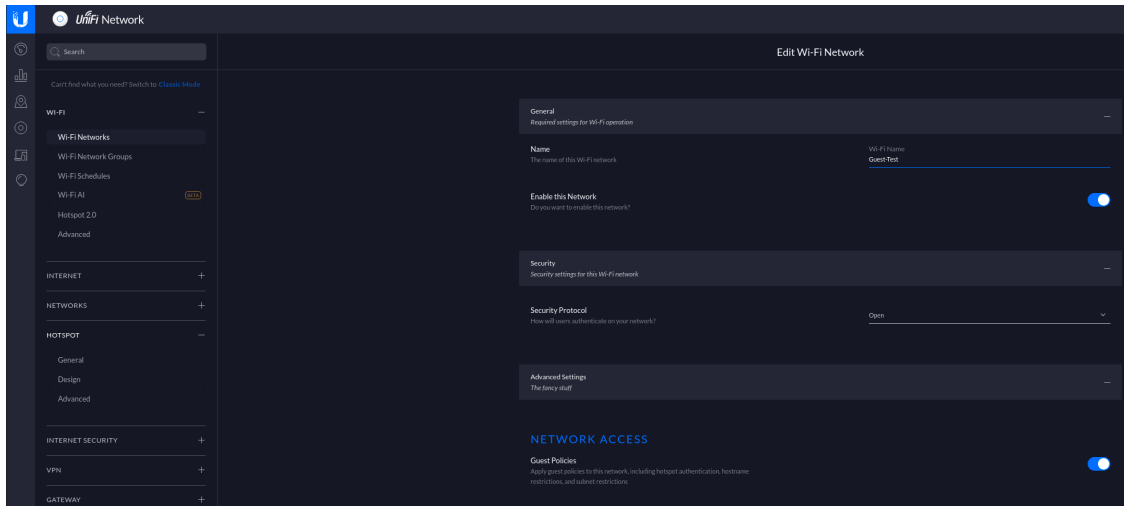 UniFi Network
Search
Edit Wi-Fi Network
Can't find what you need? Switch to Classic Mode
WI-FI
Wi-Fi Networks
Wi-Fi Network Groups
Wi-Fi Schedules
Wi-Fi AI
BETA
Hotspot 2.0
Advanced
INTERNET
NETWORKS
HOTSPOT
General
Design
Advanced
INTERNET SECURITY
VPN
GATEWAY
General
Required settings for Wi-Fi operation
Name
The name of this Wi-Fi network
Wi-Fi Name
Guest-Test
Enable this Network
Do you want to enable this network?
Security
Security settings for this Wi-Fi network
Security Protocol
How will users authenticate on your network?
Open
Advanced Settings
The fancy stuff
NETWORK ACCESS
Guest Policies
Apply guest policies to this network, including hotspot authentication, hostname
restrictions, and subnet restrictions